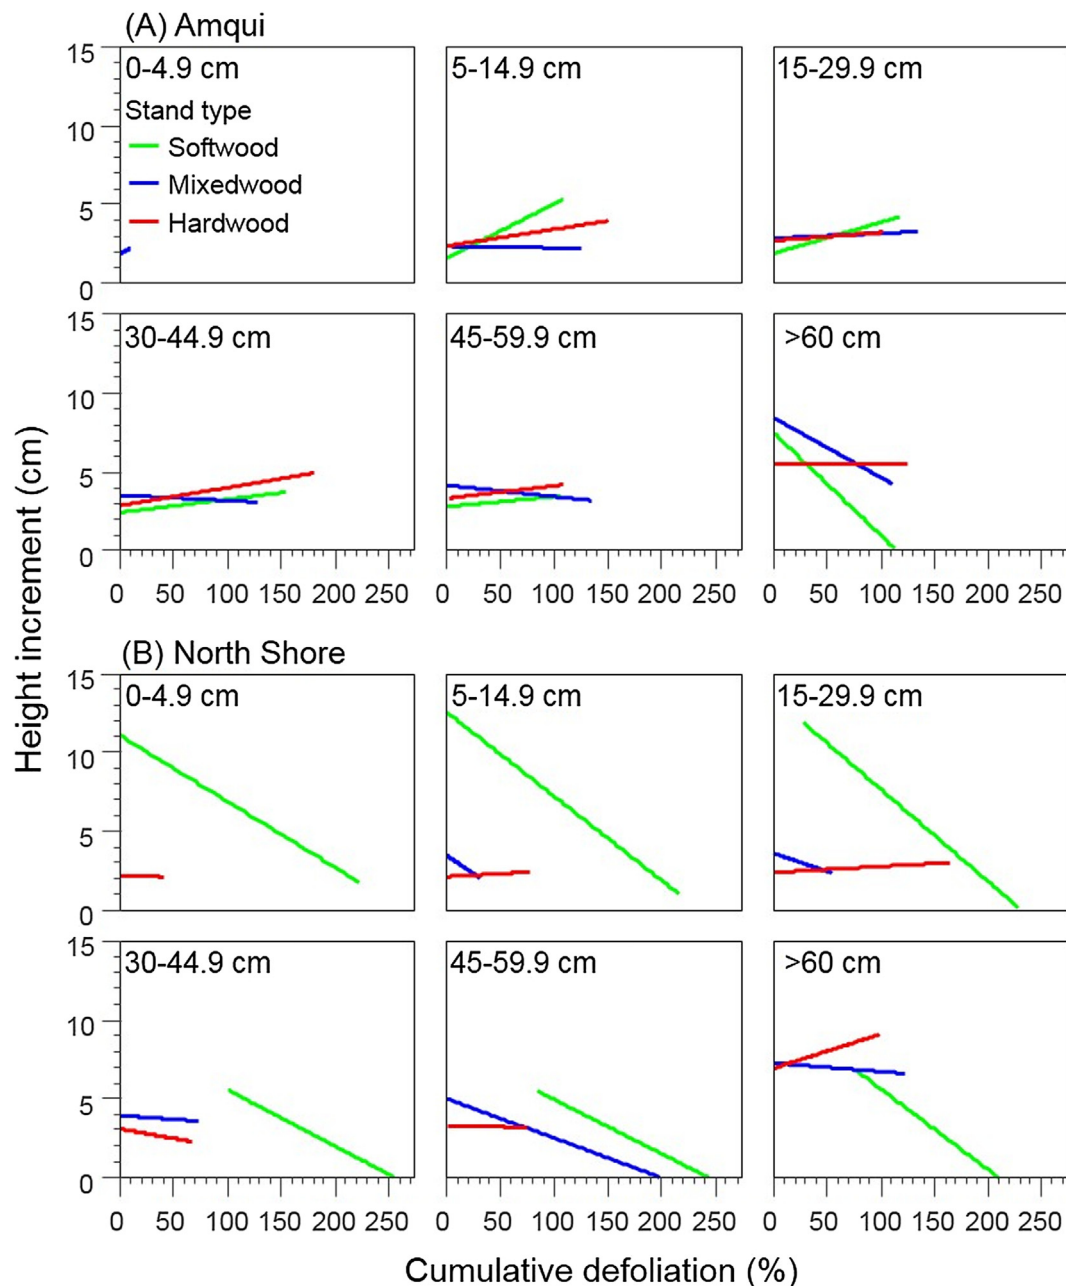 (A) Amqui
15 0-4.9 cm 5-14.9 cm 15-29.9 cm
Stand type
10
Softwood
Mixedwood
5
Hardwood
0
15 30-44.9 cm 45-59.9 cm >60 cm
10
5
0
0 50 100 150 200 250 0 50 100 150 200 250 0 50 100 150 200 250
Height increment (cm)
(B) North Shore
15 0-4.9 cm 5-14.9 cm 15-29.9 cm
10
5
0
15 30-44.9 cm 45-59.9 cm >60 cm
10
5
0
0 50 100 150 200 250 0 50 100 150 200 250 0 50 100 150 200 250
Cumulative defoliation (%)